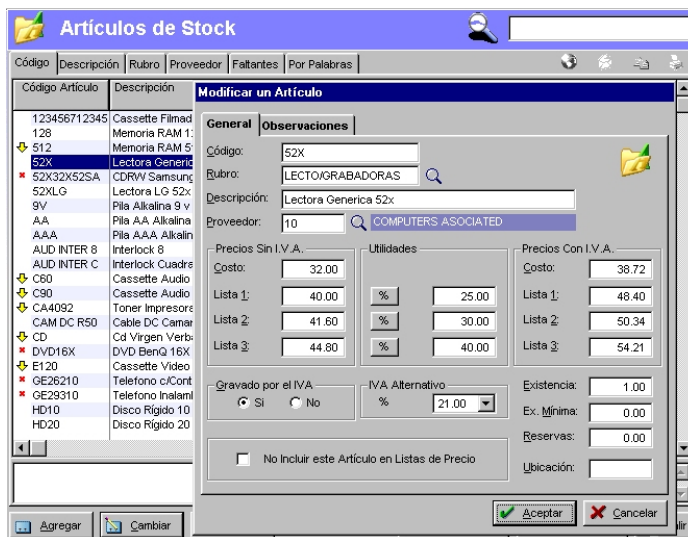 Artículos de Stock
Código Descripción Rubro Proveedor Faltantes Por Palabras
Código Artículo Descripción
123456712345 Cassette Filmad
128 Memoria RAM 1
512 Memoria RAM 5
52X Lectora Generic
52X32X52SA CDRW Samsung
52XLG Lectora LG 52x
9V Pila Alkalina 9 v
AA Pila AA Alkalina
AAA Pila AAA Alkalin
AUD INTER 8 Interlock 8
AUD INTER C Interlock Cuadra
C60 Cassette Audio
C90 Cassette Audio
CA4092 Toner Impresora
CAM DC R50 Cable DC Camar
CD Cd Virgen Verb
DVD16X DVD BenQ 16X
E120 Cassette Video
GE26210 Telefono c/Cont
GE29310 Telefono Inalaml
HD10 Disco Rígido 10
HD20 Disco Rígido 20
Agregar Cambiar
Modificar un Artículo
General Observaciones
Código: 52X
Rubro: LECTO/GRABADORAS
Descripción: Lectora Generica 52x
Proveedor: 10 COMPUTERS ASOCIATED
Precios Sin I.V.A. Utilidades Precios Con I.V.A.
Costo: 32.00 Costo: 38.72
Lista 1: 40.00 % 25.00 Lista 1: 48.40
Lista 2: 41.60 % 30.00 Lista 2: 50.34
Lista 3: 44.80 % 40.00 Lista 3: 54.21
Gravado por el IVA IVA Alternativo Existencia: 1.00
Si No % 21.00 Ex. Mínima: 0.00
Reservas: 0.00
No Incluir este Artículo en Listas de Precio Ubicación:
Aceptar Cancelar